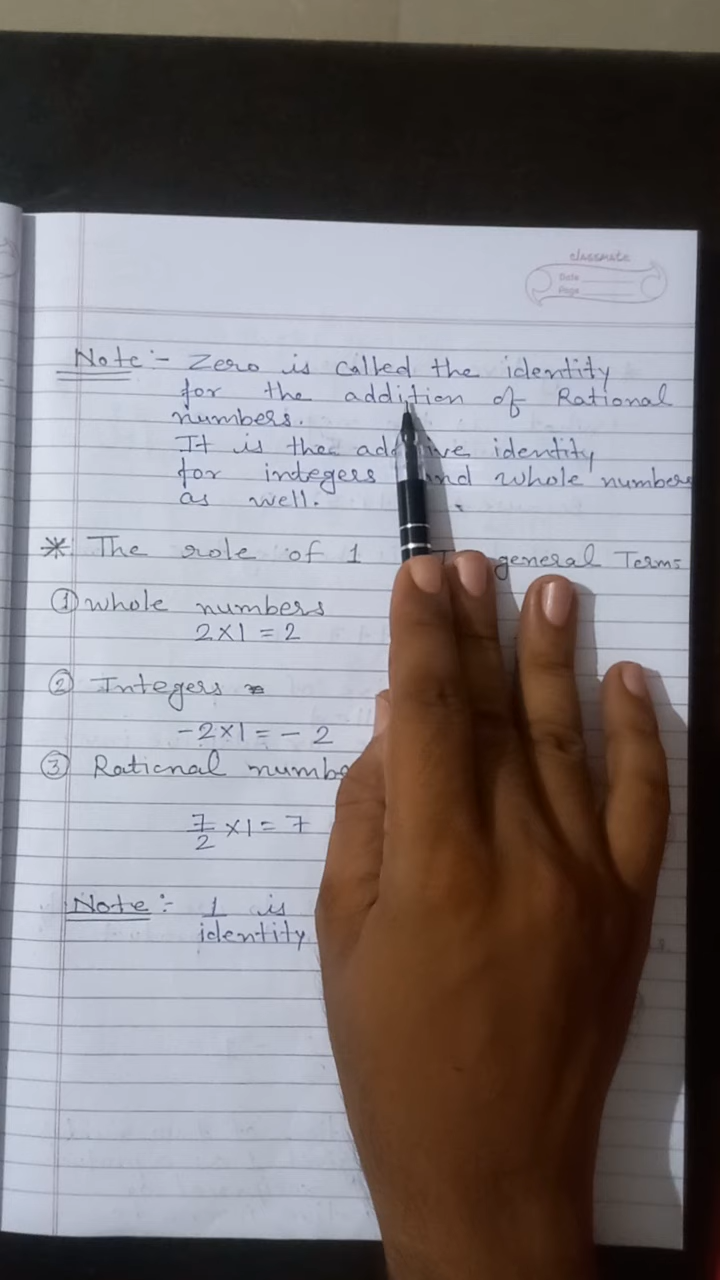 classmate
Date
Page
Note :- Zero is called the identity
for the addition of Rational
numbers.
It is the identity
for integers and whole numbers
as well.
* The role of 1 general Terms
① Whole numbers
2×1 = 2
② Integers
-2×1 = - 2
③ Rational
7/2 ×1 = 7
Note :- 1 is
identity